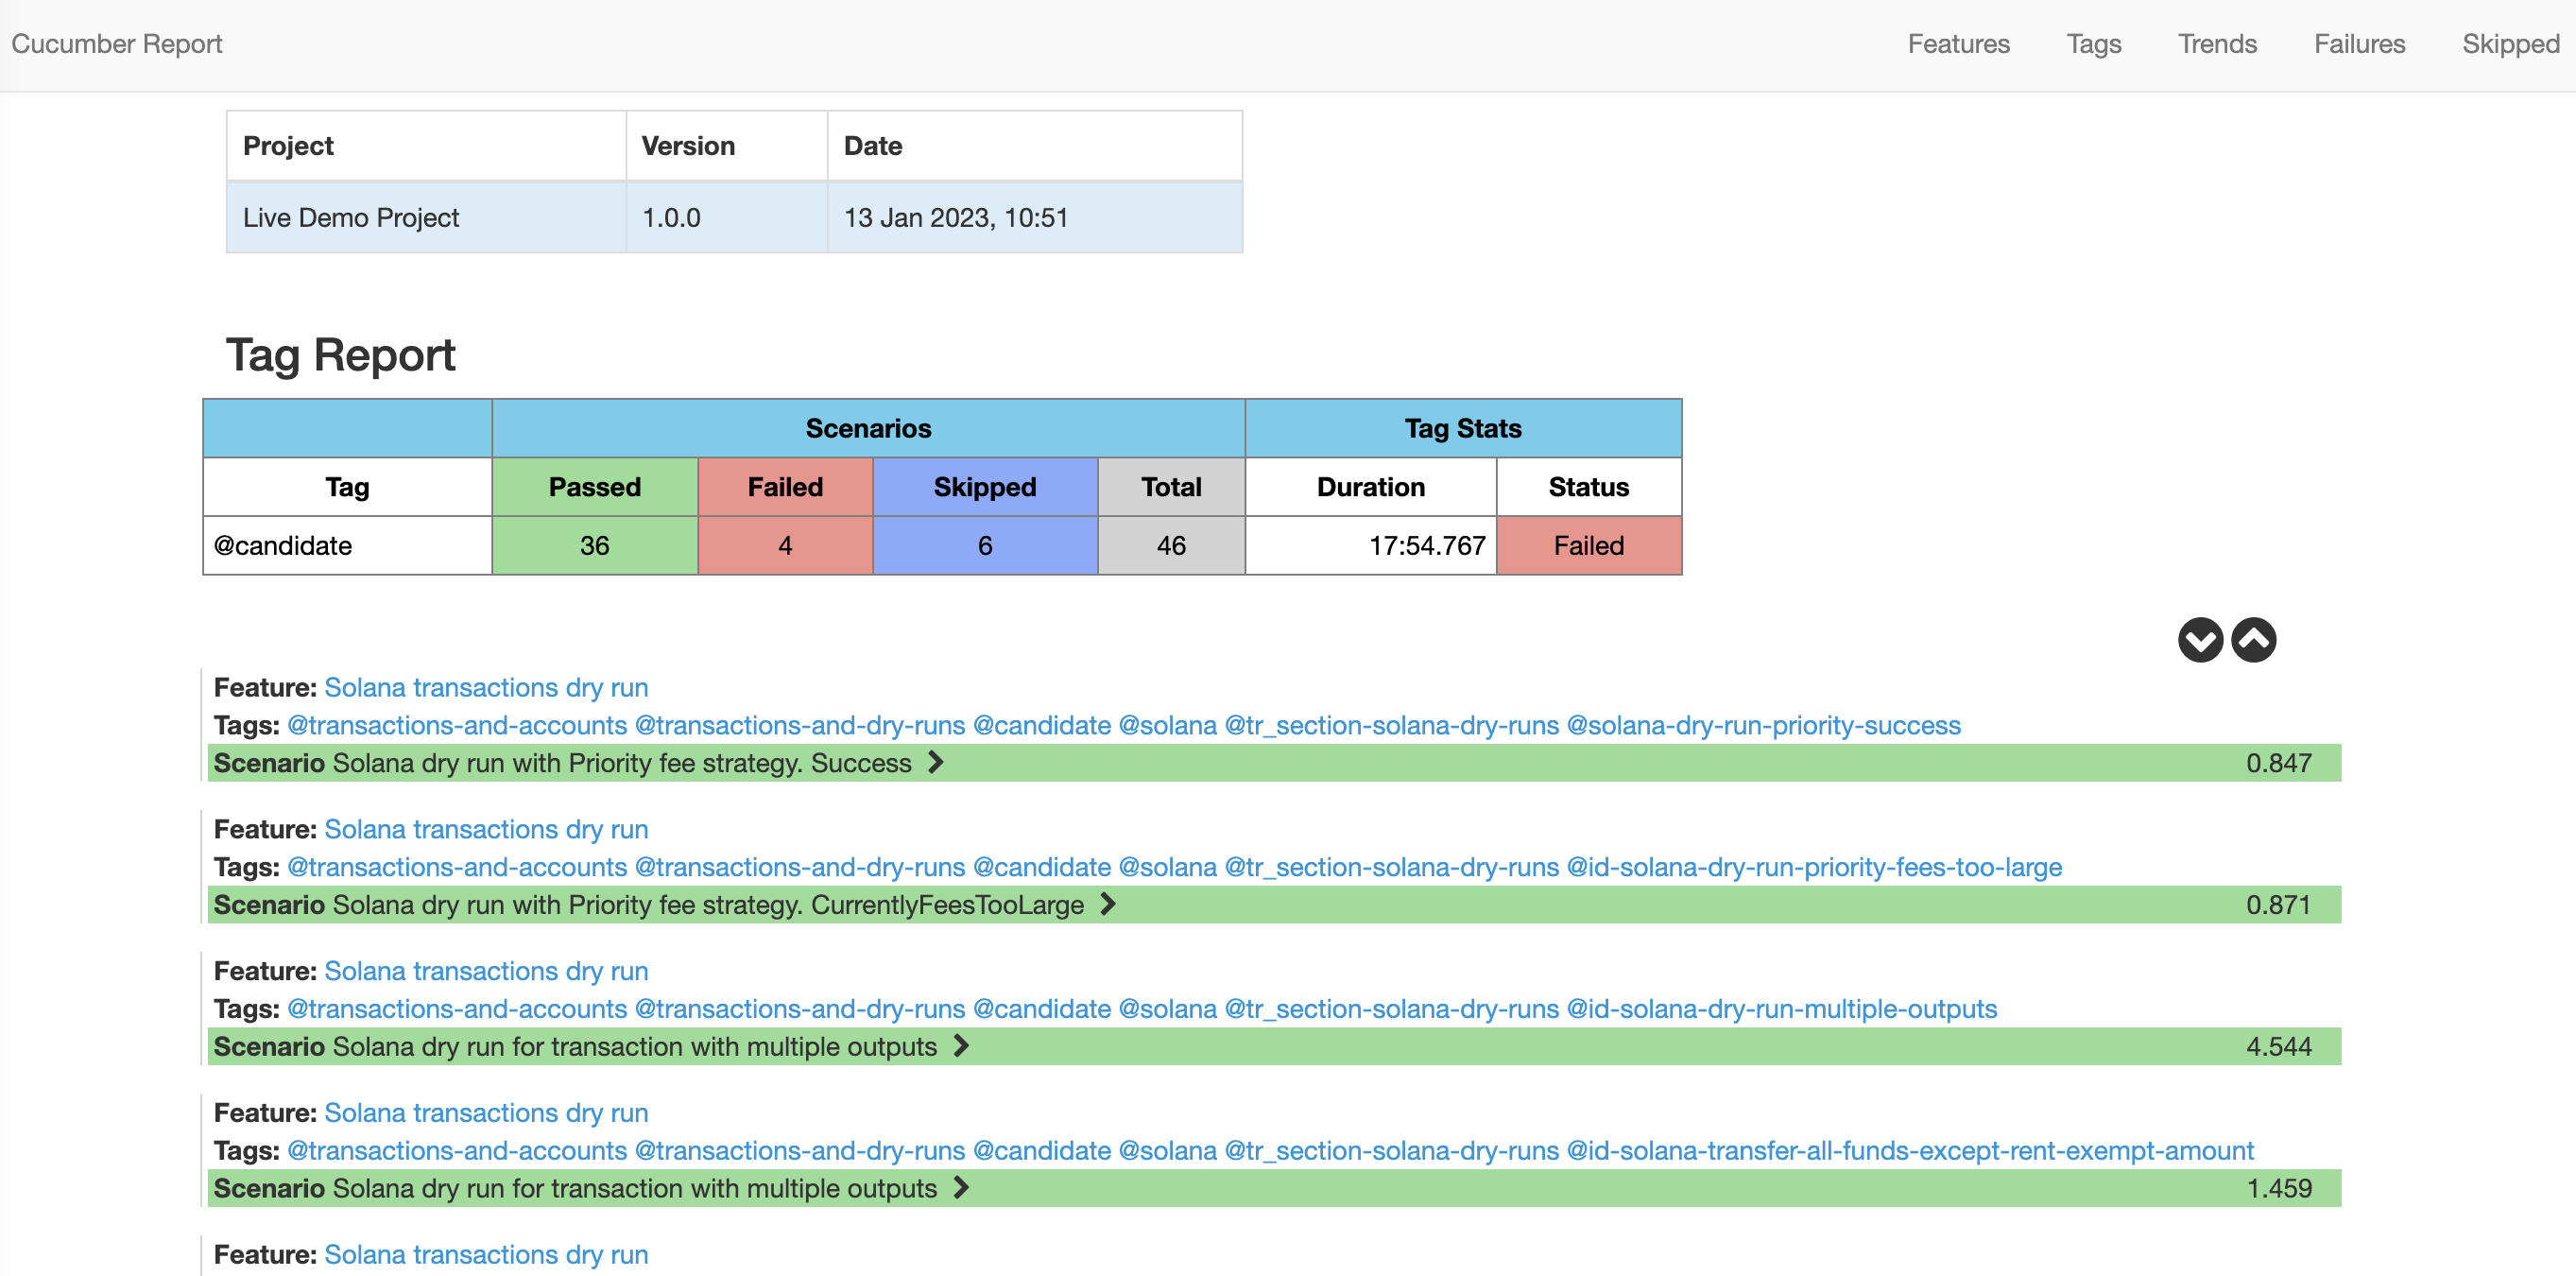 Cucumber Report Features Tags Trends Failures Skipped
Project Version Date
Live Demo Project 1.0.0 13 Jan 2023, 10:51
Tag Report
Scenarios Tag Stats
Tag Passed Failed Skipped Total Duration Status
@candidate 36 4 6 46 17:54.767 Failed
Feature: Solana transactions dry run
Tags: @transactions-and-accounts @transactions-and-dry-runs @candidate @solana @tr_section-solana-dry-runs @solana-dry-run-priority-success
Scenario Solana dry run with Priority fee strategy. Success 0.847
Feature: Solana transactions dry run
Tags: @transactions-and-accounts @transactions-and-dry-runs @candidate @solana @tr_section-solana-dry-runs @id-solana-dry-run-priority-fees-too-large
Scenario Solana dry run with Priority fee strategy. CurrentlyFeesTooLarge 0.871
Feature: Solana transactions dry run
Tags: @transactions-and-accounts @transactions-and-dry-runs @candidate @solana @tr_section-solana-dry-runs @id-solana-dry-run-multiple-outputs
Scenario Solana dry run for transaction with multiple outputs 4.544
Feature: Solana transactions dry run
Tags: @transactions-and-accounts @transactions-and-dry-runs @candidate @solana @tr_section-solana-dry-runs @id-solana-transfer-all-funds-except-rent-exempt-amount
Scenario Solana dry run for transaction with multiple outputs 1.459
Feature: Solana transactions dry run